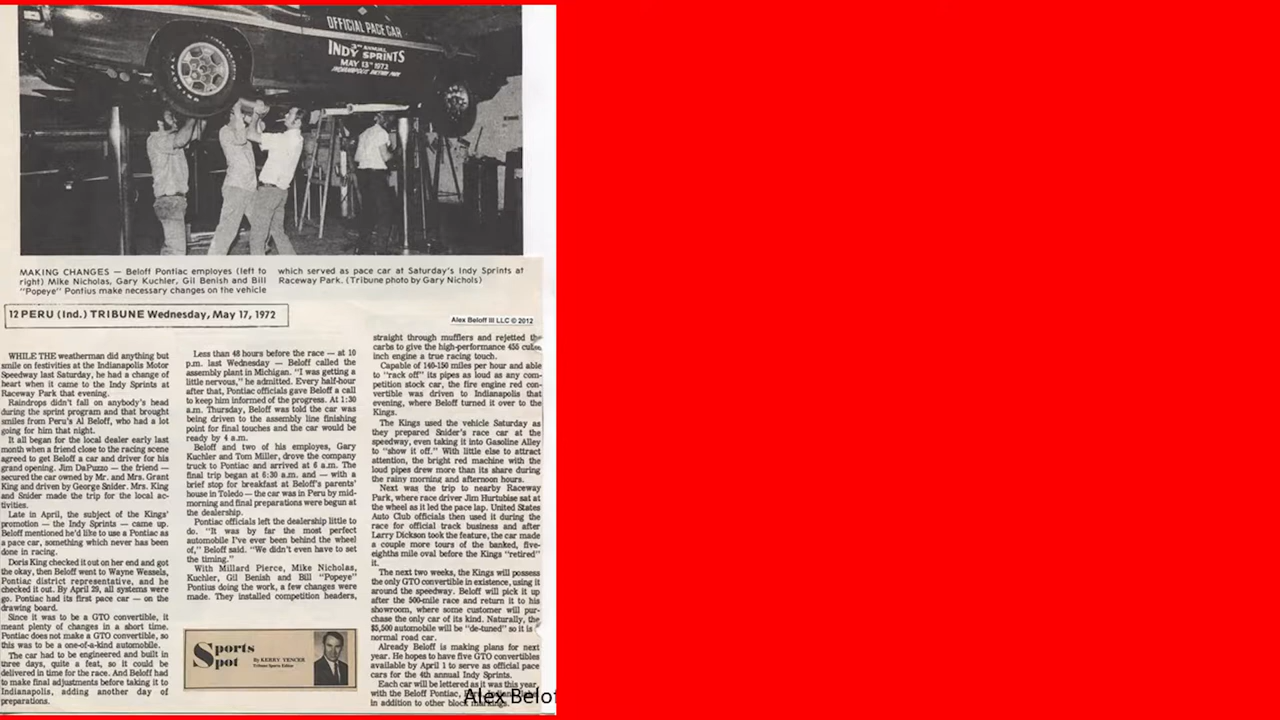 OFFICIAL PACE CAR
3RD ANNUAL
INDY SPRINTS
MAY 13TH 1972
INDIANAPOLIS RACEWAY PARK
MAKING CHANGES — Beloff Pontiac employes (left to
right) Mike Nicholas, Gary Kuchler, Gil Benish and Bill
"Popeye" Pontius make necessary changes on the vehicle
which served as pace car at Saturday's Indy Sprints at
Raceway Park. (Tribune photo by Gary Nichols)
12 PERU (Ind.) TRIBUNE Wednesday, May 17, 1972
Alex Beloff III LLC © 2012
WHILE THE weatherman did anything but
smile on festivities at the Indianapolis Motor
Speedway last Saturday, he had a change of
heart when it came to the Indy Sprints at
Raceway Park that evening.
Raindrops didn't fall on anybody's head
during the sprint program and that brought
smiles from Peru's Al Beloff, who had a lot
going for him that night.
It all began for the local dealer early last
month when a friend close to the racing scene
agreed to get Beloff a car and driver for his
grand opening. Jim DaPuzzo — the friend —
secured the car owned by Mr. and Mrs. Grant
King and driven by George Snider. Mrs. King
and Snider made the trip for the local ac-
tivities.
Late in April, the subject of the Kings'
promotion — the Indy Sprints — came up.
Beloff mentioned he'd like to use a Pontiac as
a pace car, something which never has been
done in racing.
Doris King checked it out on her end and got
the okay, then Beloff went to Wayne Wessels,
Pontiac district representative, and he
checked it out. By April 29, all systems were
go. Pontiac had its first pace car — on the
drawing board.
Since it was to be a GTO convertible, it
meant plenty of changes in a short time.
Pontiac does not make a GTO convertible, so
this was to be a one-of-a-kind automobile.
The car had to be engineered and built in
three days, quite a feat, so it could be
delivered in time for the race. And Beloff had
to make final adjustments before taking it to
Indianapolis, adding another day of
preparations.
Less than 48 hours before the race — at 10
p.m. last Wednesday — Beloff called the
assembly plant in Michigan. "I was getting a
little nervous," he admitted. Every half-hour
after that, Pontiac officials gave Beloff a call
to keep him informed of the progress. At 1:30
a.m. Thursday, Beloff was told the car was
being driven to the assembly line finishing
point for final touches and the car would be
ready by 4 a.m.
Beloff and two of his employes, Gary
Kuchler and Tom Miller, drove the company
truck to Pontiac and arrived at 6 a.m. The
final trip began at 6:30 a.m. and — with a
brief stop for breakfast at Beloff's parents'
house in Toledo — the car was in Peru by mid-
morning and final preparations were begun at
the dealership.
Pontiac officials left the dealership little to
do. "It was by far the most perfect
automobile I've ever been behind the wheel
of," Beloff said. "We didn't even have to set
the timing."
With Millard Pierce, Mike Nicholas,
Kuchler, Gil Benish and Bill "Popeye"
Pontius doing the work, a few changes were
made. They installed competition headers,
Sports
Spot
By KERRY YENCER
Tribune Sports Editor
straight through mufflers and rejetted the
carbs to give the high-performance 455 cubic
inch engine a true racing touch.
Capable of 140-150 miles per hour and able
to "rack off" its pipes as loud as any com-
petition stock car, the fire engine red con-
vertible was driven to Indianapolis that
evening, where Beloff turned it over to the
Kings.
The Kings used the vehicle Saturday as
they prepared Snider's race car at the
speedway, even taking it into Gasoline Alley
to "show it off." With little else to attract
attention, the bright red machine with the
loud pipes drew more than its share during
the rainy morning and afternoon hours.
Next was the trip to nearby Raceway
Park, where race driver Jim Hurtubise sat at
the wheel as it led the pace lap. United States
Auto Club officials then used it during the
race for official track business and after
Larry Dickson took the feature, the car made
a couple more tours of the banked, five-
eighths mile oval before the Kings "retired"
it.
The next two weeks, the Kings will possess
the only GTO convertible in existence, using it
around the speedway. Beloff will pick it up
after the 500-mile race and return it to his
showroom, where some customer will pur-
chase the only car of its kind. Naturally, the
$5,500 automobile will be "de-tuned" so it is
normal road car.
Already Beloff is making plans for next
year. He hopes to have five GTO convertibles
available by April 1 to serve as official pace
cars for the 4th annual Indy Sprints.
Each car will be lettered as it was this year,
with the Beloff Pontiac,
in addition to other block markings.
Alex Belof